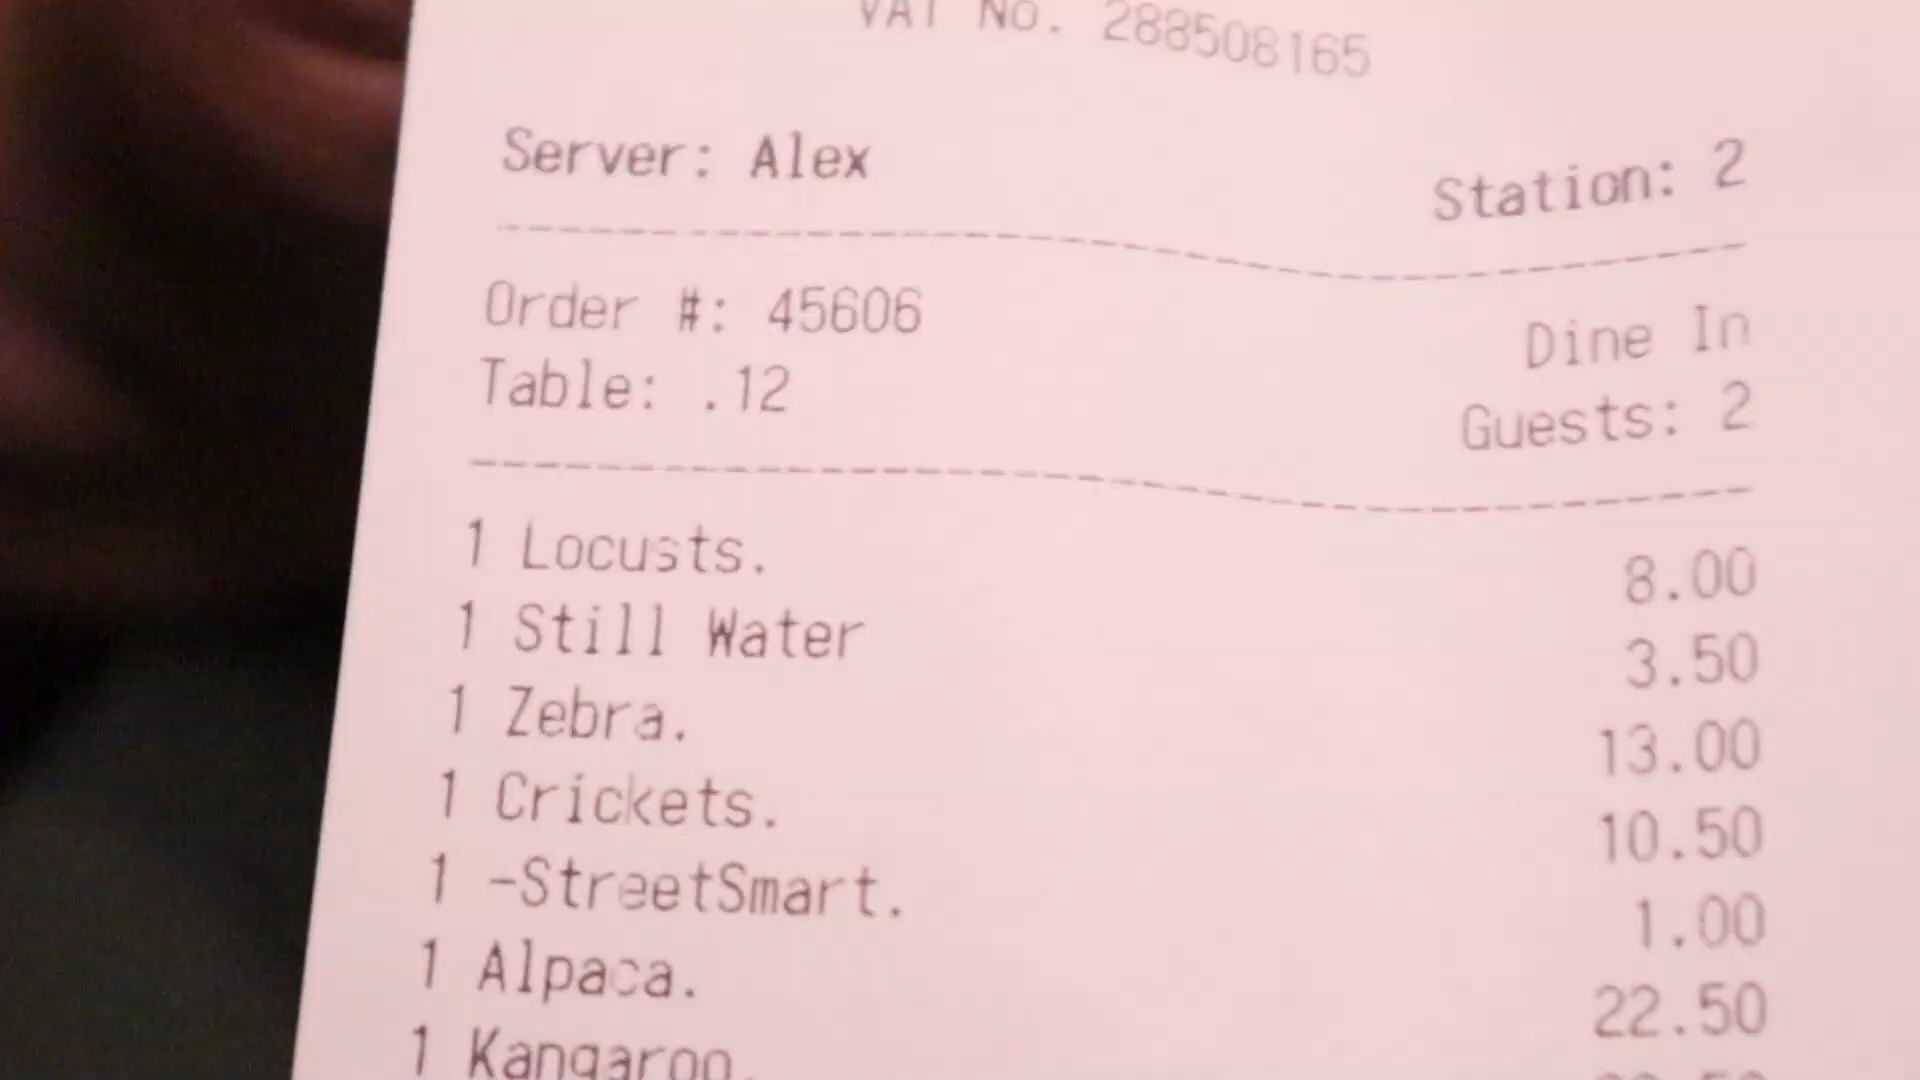 VAT No. 288508165
Server: Alex Station: 2
Order #: 45606 Dine In
Table: .12 Guests: 2
1 Locusts. 8.00
1 Still Water 3.50
1 Zebra. 13.00
1 Crickets. 10.50
1 -StreetSmart. 1.00
1 Alpaca. 22.50
1 Kangaroo.